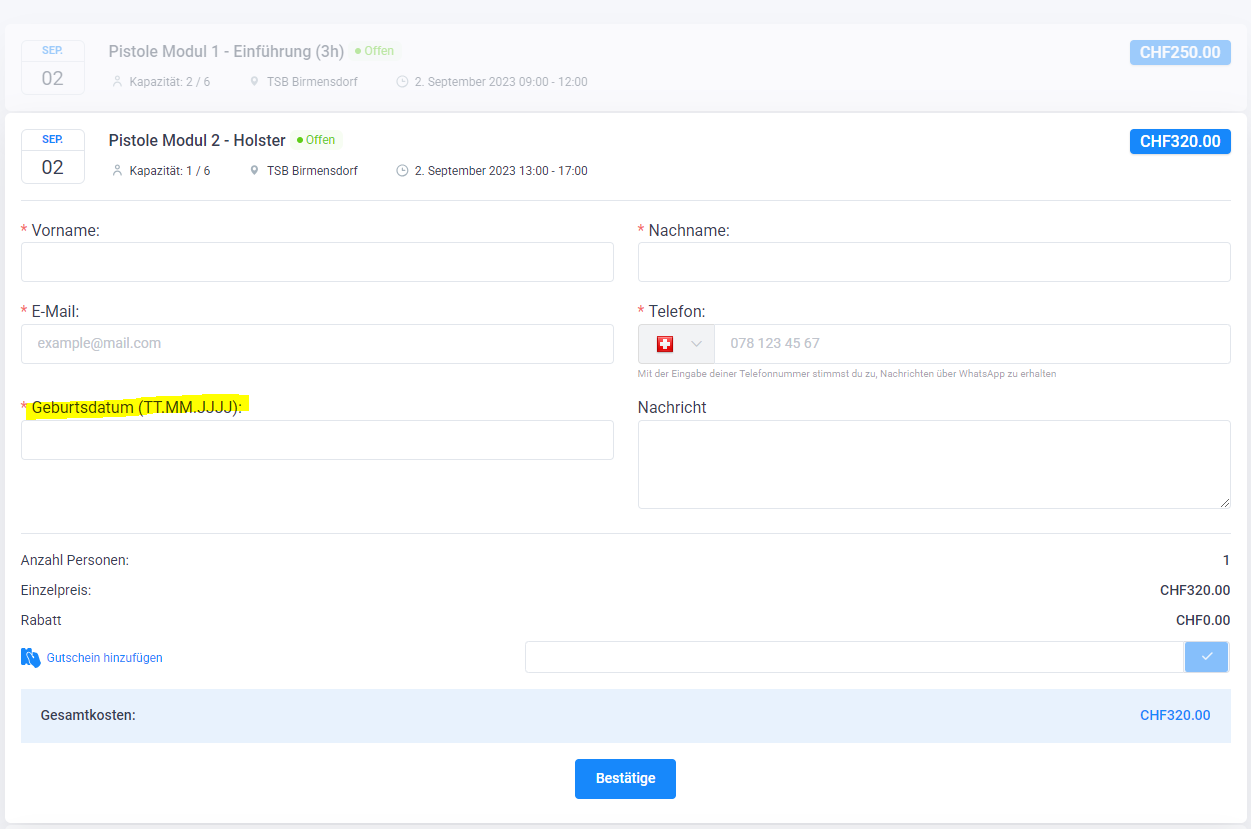 SEP.
02
Pistole Modul 1 - Einführung (3h) Offen
CHF250.00
Kapazität: 2 / 6 TSB Birmensdorf 2. September 2023 09:00 - 12:00
SEP.
02
Pistole Modul 2 - Holster Offen
CHF320.00
Kapazität: 1 / 6 TSB Birmensdorf 2. September 2023 13:00 - 17:00
* Vorname:
* Nachname:
* E-Mail:
example@mail.com
* Telefon:
078 123 45 67
Mit der Eingabe deiner Telefonnummer stimmst du zu, Nachrichten über WhatsApp zu erhalten
* Geburtsdatum (TT.MM.JJJJ):
Nachricht
Anzahl Personen: 1
Einzelpreis: CHF320.00
Rabatt CHF0.00
Gutschein hinzufügen
Gesamtkosten: CHF320.00
Bestätige